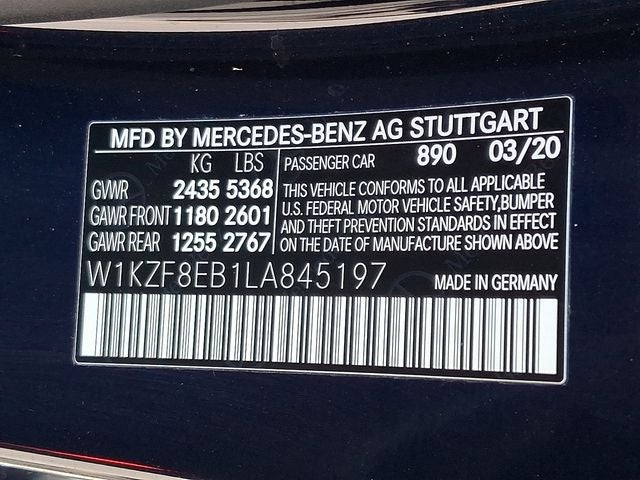 MFD BY MERCEDES-BENZ AG STUTTGART
KG LBS
GVWR 2435 5368
GAWR FRONT 1180 2601
GAWR REAR 1255 2767
PASSENGER CAR 890 03/20
THIS VEHICLE CONFORMS TO ALL APPLICABLE
U.S. FEDERAL MOTOR VEHICLE SAFETY, BUMPER
AND THEFT PREVENTION STANDARDS IN EFFECT
ON THE DATE OF MANUFACTURE SHOWN ABOVE
W1KZF8EB1LA845197
MADE IN GERMANY